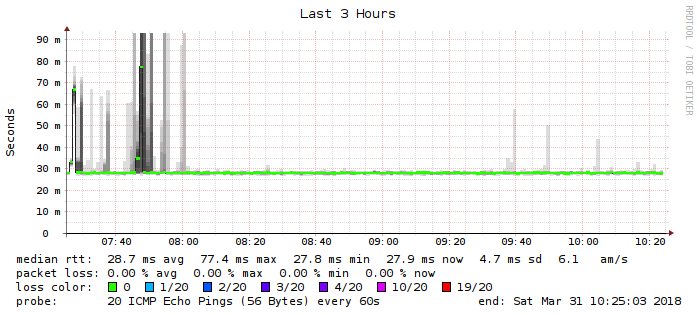 Last 3 Hours
RRDTOOL / TOBI OETIKER
Seconds
90 m
80 m
70 m
60 m
50 m
40 m
30 m
20 m
10 m
0
07:40 08:00 08:20 08:40 09:00 09:20 09:40 10:00 10:20
median rtt: 28.7 ms avg 77.4 ms max 27.8 ms min 27.9 ms now 4.7 ms sd 6.1 am/s
packet loss: 0.00 % avg 0.00 % max 0.00 % min 0.00 % now
loss color: 0 1/20 2/20 3/20 4/20 10/20 19/20
probe: 20 ICMP Echo Pings (56 Bytes) every 60s end: Sat Mar 31 10:25:03 2018